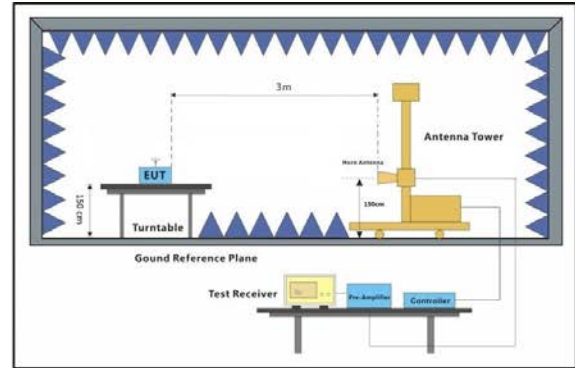 3m
Antenna Tower
Horn Antenna
EUT
150 cm
150cm
Turntable
Gound Reference Plane
Test Receiver
Pre-Amplifier
Controller